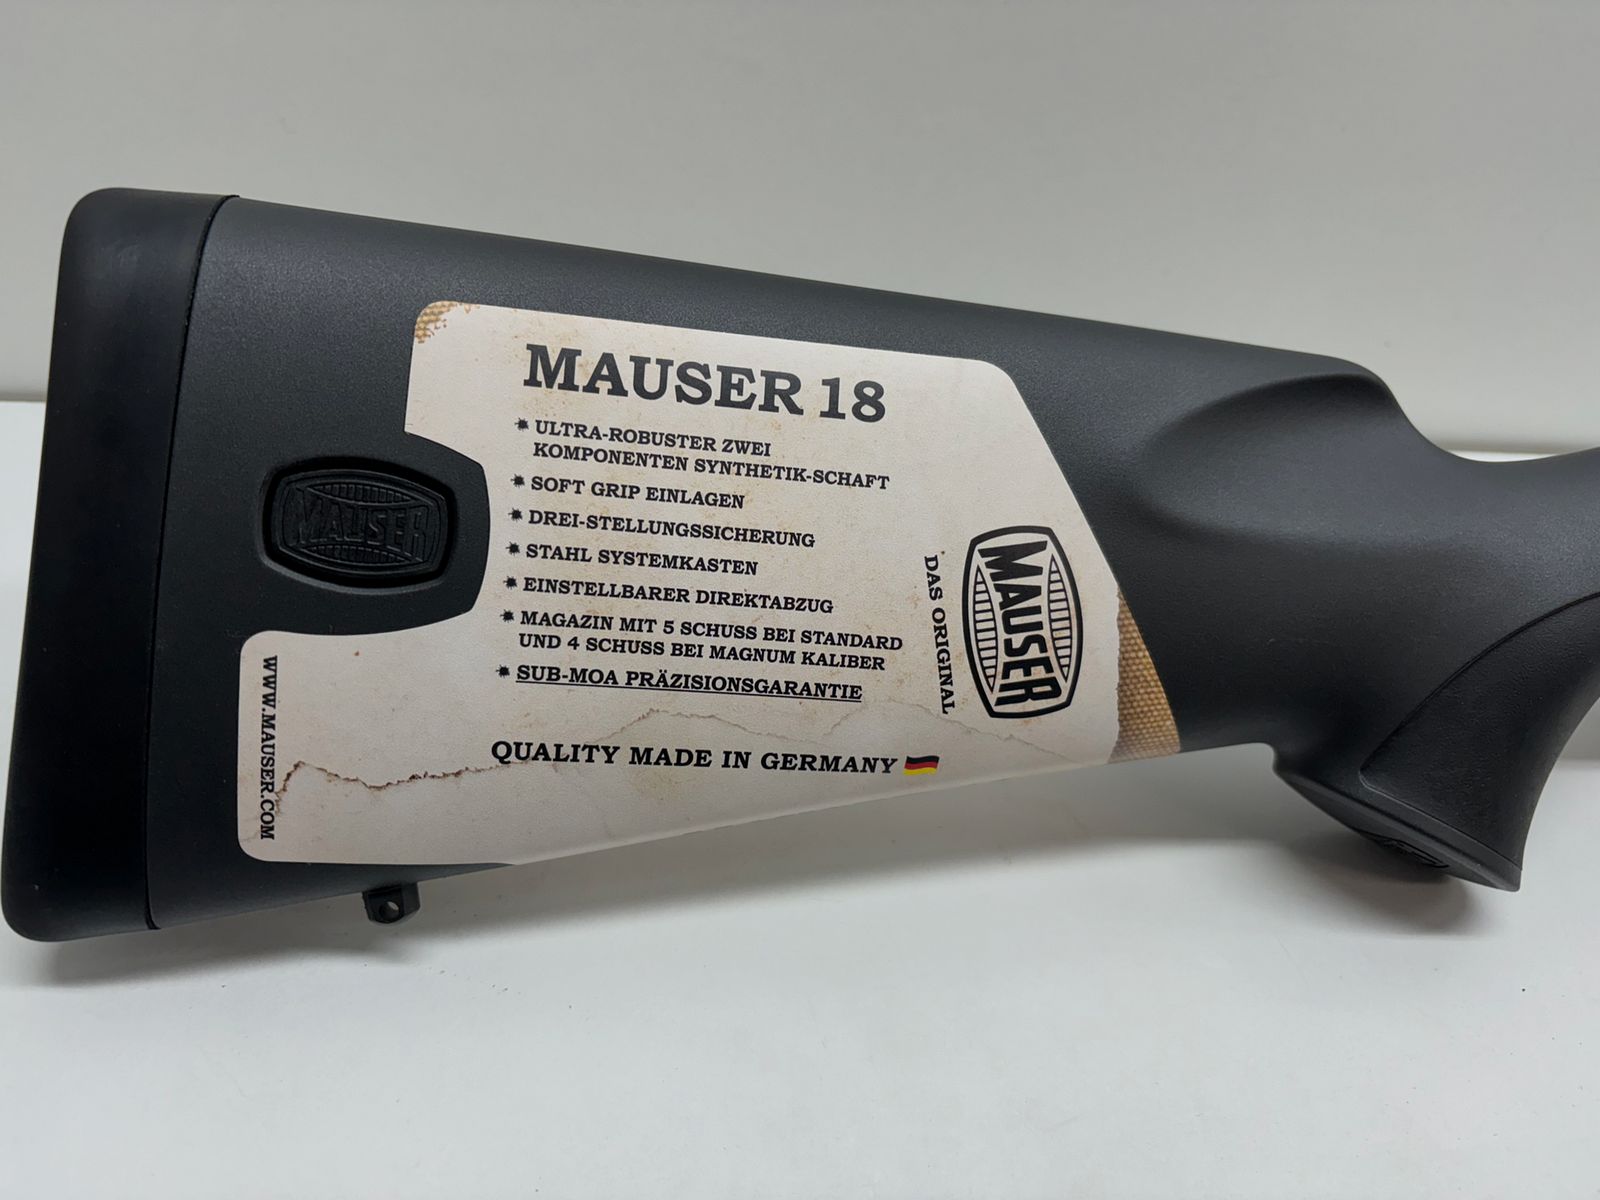 MAUSER 18
ULTRA-ROBUSTER ZWEI
KOMPONENTEN SYNTHETIK-SCHAFT
SOFT GRIP EINLAGEN
DREI-STELLUNGSSICHERUNG
STAHL SYSTEMKASTEN
EINSTELLBARER DIREKTABZUG
MAGAZIN MIT 5 SCHUSS BEI STANDARD
UND 4 SCHUSS BEI MAGNUM KALIBER
SUB-MOA PRÄZISIONSGARANTIE
QUALITY MADE IN GERMANY
WWW.MAUSER.COM
DAS ORIGINAL
MAUSER
MAUSER